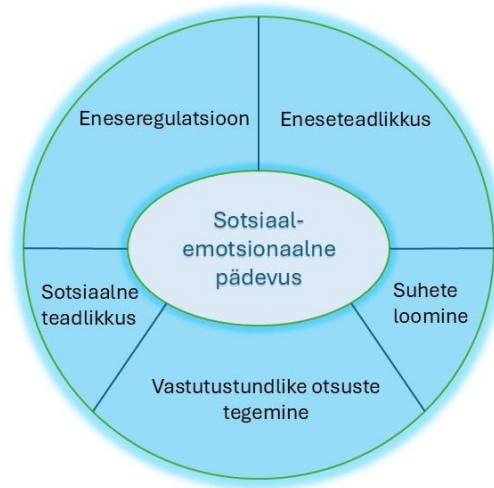 Eneseregulatsioon
Eneseteadlikkus
Sotsiaal-
emotsionaalne
pädevus
Sotsiaalne
teadlikkus
Suhete
loomine
Vastutustundlike otsuste
tegemine